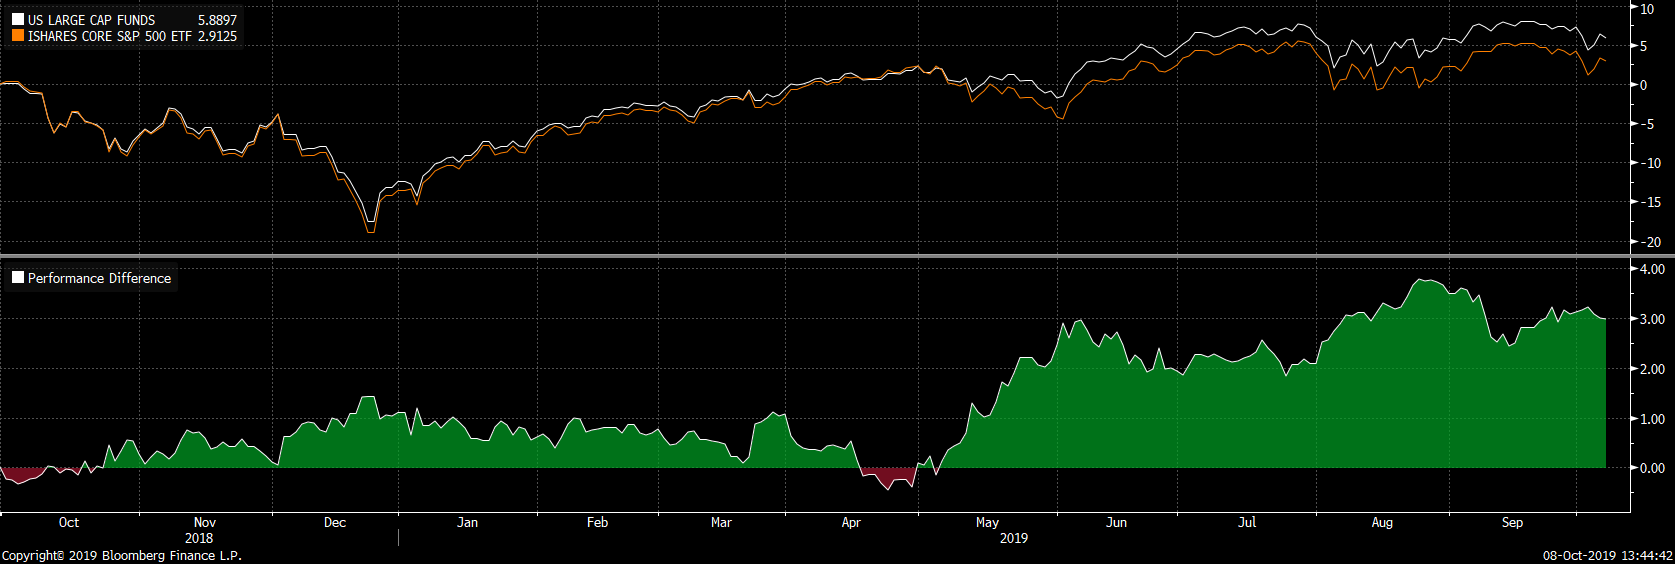 US LARGE CAP FUNDS 5.8897
ISHARES CORE S&P 500 ETF 2.9125
10
5
0
-5
-10
-15
-20
Performance Difference
4.00
3.00
2.00
1.00
0.00
Oct Nov Dec Jan Feb Mar Apr May Jun Jul Aug Sep
2018 2019
Copyright© 2019 Bloomberg Finance L.P. 08-Oct-2019 13:44:42